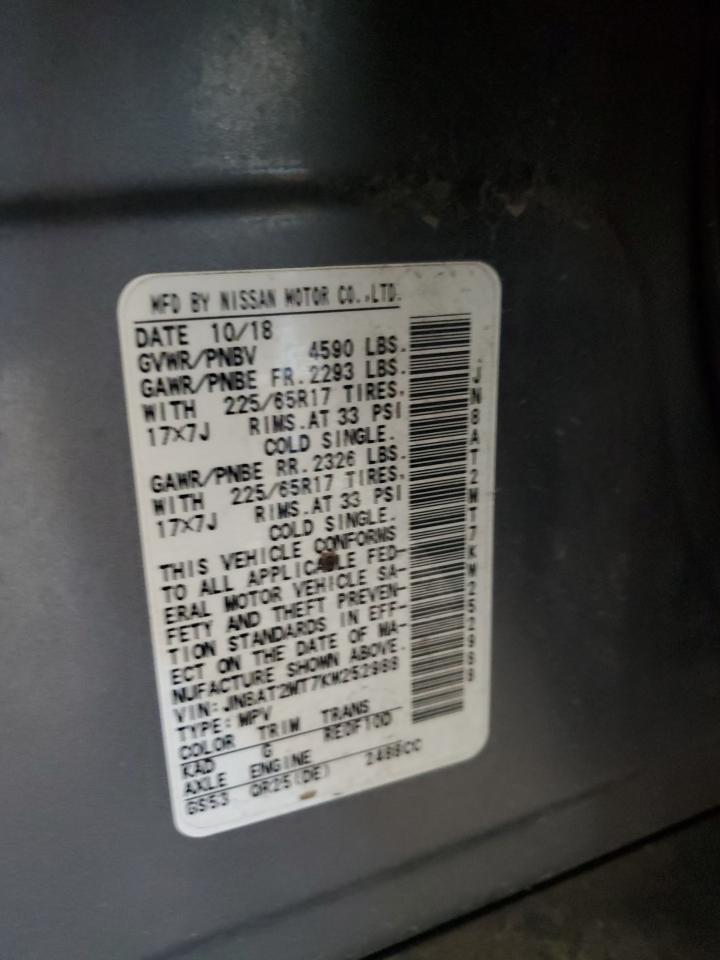 MFD BY NISSAN MOTOR CO.,LTD.
DATE 10/18
GVWR/PNBV 4590 LBS.
GAWR/PNBE FR. 2293 LBS.
WITH 225/65R17 TIRES,
17X7J RIMS.AT 33 PSI
COLD SINGLE.
GAWR/PNBE RR. 2326 LBS.
WITH 225/65R17 TIRES,
17X7J RIMS.AT 33 PSI
COLD SINGLE.
THIS VEHICLE CONFORMS
TO ALL APPLICABLE FED-
ERAL MOTOR VEHICLE SA-
FETY AND THEFT PREVEN-
TION STANDARDS IN EFF-
ECT ON THE DATE OF MA-
NUFACTURE SHOWN ABOVE.
VIN:JN8AT2MT7KW252988
TYPE:MPV
COLOR TRIM TRANS
KAD G RE0F10D
AXLE ENGINE
GS53 QR25(DE) 2488CC
JN8AT2MT7KW252988